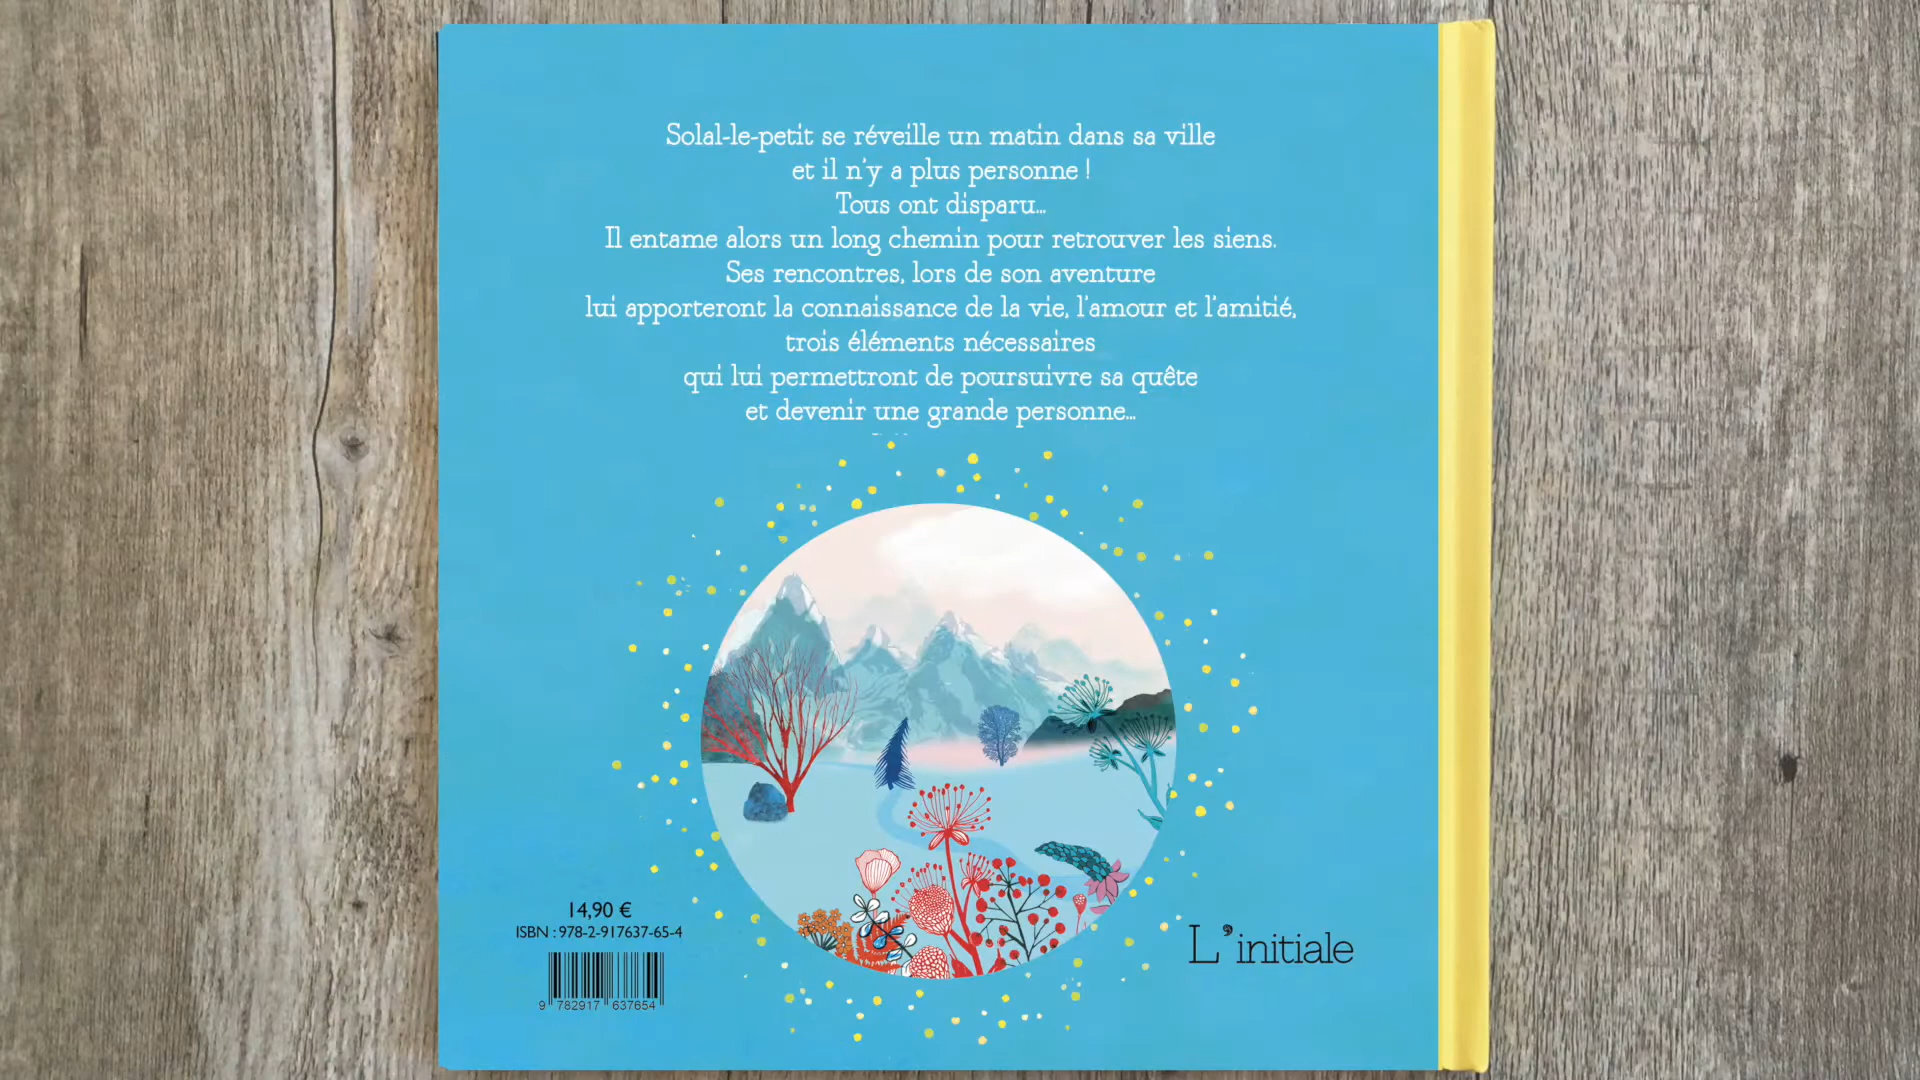 Solal-le-petit se réveille un matin dans sa ville
et il n'y a plus personne !
Tous ont disparu...
Il entame alors un long chemin pour retrouver les siens.
Ses rencontres, lors de son aventure
lui apporteront la connaissance de la vie, l'amour et l'amitié,
trois éléments nécessaires
qui lui permettront de poursuivre sa quête
et devenir une grande personne...
14,90 €
ISBN : 978-2-917637-65-4
9 782917 637654
L'initiale